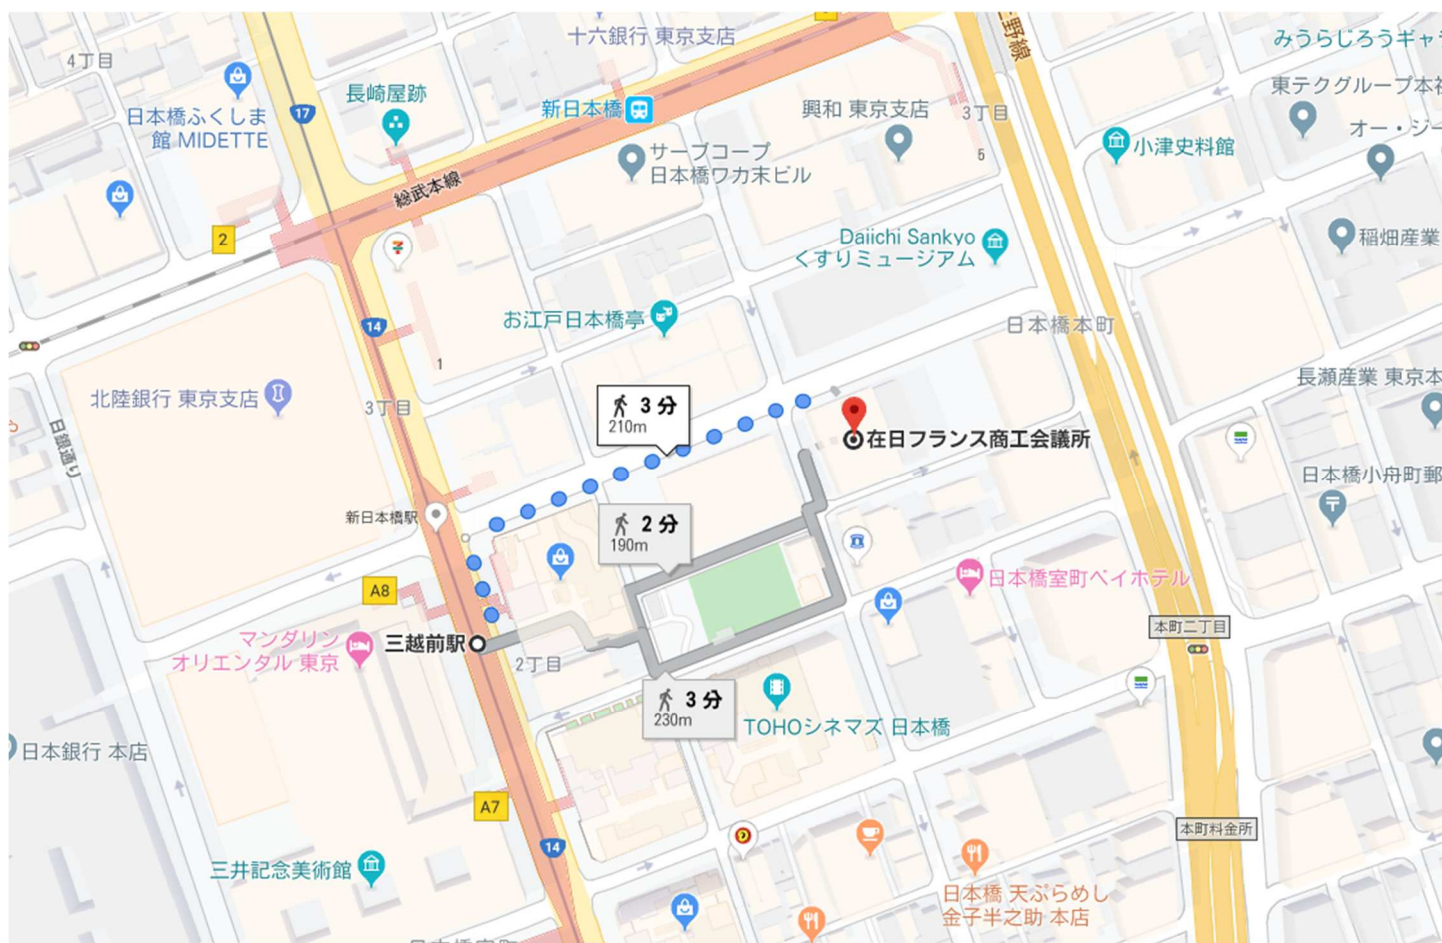 十六銀行 東京支店
野線
みうらじろうギャラ
4丁目
長崎屋跡
日本橋ふくしま
館 MIDETTE
17
新日本橋
興和 東京支店
3丁目
5
東テクグループ本社
オー・ジー
小津史料館
サーブコープ
日本橋ワカ末ビル
総武本線
2
Daiichi Sankyo
くすりミュージアム
稲畑産業
お江戸日本橋亭
14
1
日本橋本町
北陸銀行 東京支店
3丁目
日銀通り
3 分
210m
在日フランス商工会議所
長瀬産業 東京本
日本橋小舟町郵
新日本橋駅
2 分
190m
A8
日本橋室町ベイホテル
マンダリン
オリエンタル 東京
三越前駅
2丁目
本町二丁目
3 分
230m
TOHOシネマズ 日本橋
日本銀行 本店
A7
14
本町料金所
三井記念美術館
日本橋 天ぷらめし
金子半之助 本店